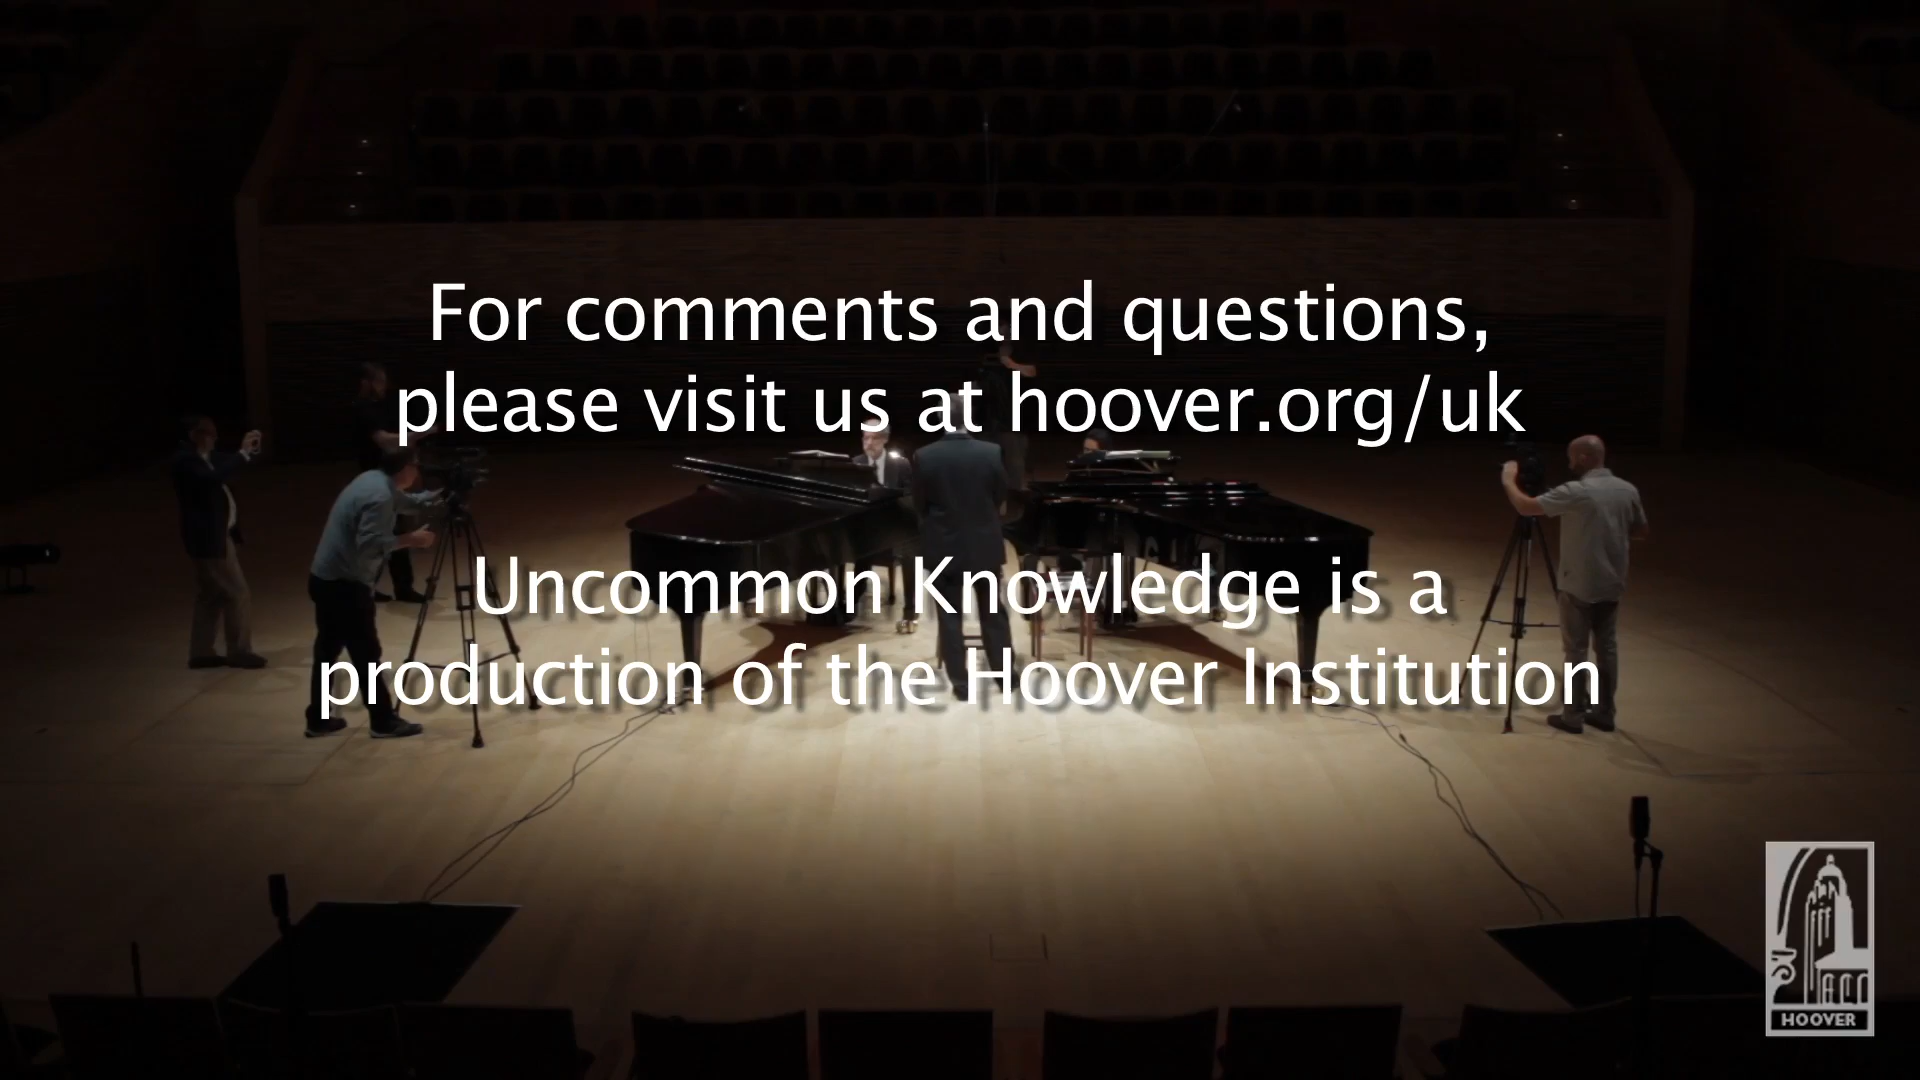 For comments and questions,
please visit us at hoover.org/uk
Uncommon Knowledge is a
production of the Hoover Institution
HOOVER